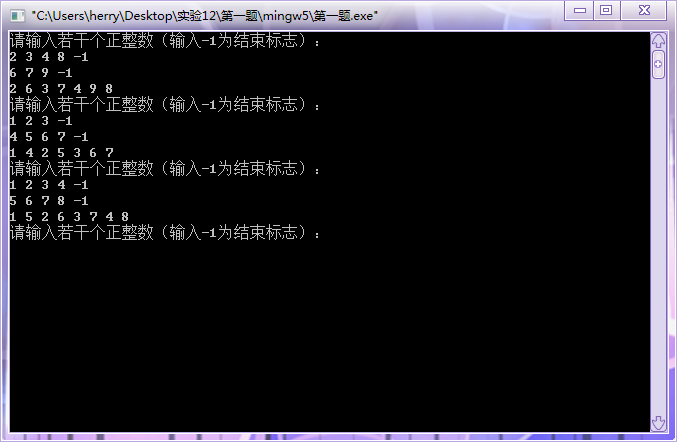 "C:\Users\herry\Desktop\实验12\第一题\mingw5\第一题.exe"
请输入若干个正整数（输入-1为结束标志）：
2 3 4 8 -1
6 7 9 -1
2 6 3 7 4 9 8
请输入若干个正整数（输入-1为结束标志）：
1 2 3 -1
4 5 6 7 -1
1 4 2 5 3 6 7
请输入若干个正整数（输入-1为结束标志）：
1 2 3 4 -1
5 6 7 8 -1
1 5 2 6 3 7 4 8
请输入若干个正整数（输入-1为结束标志）：